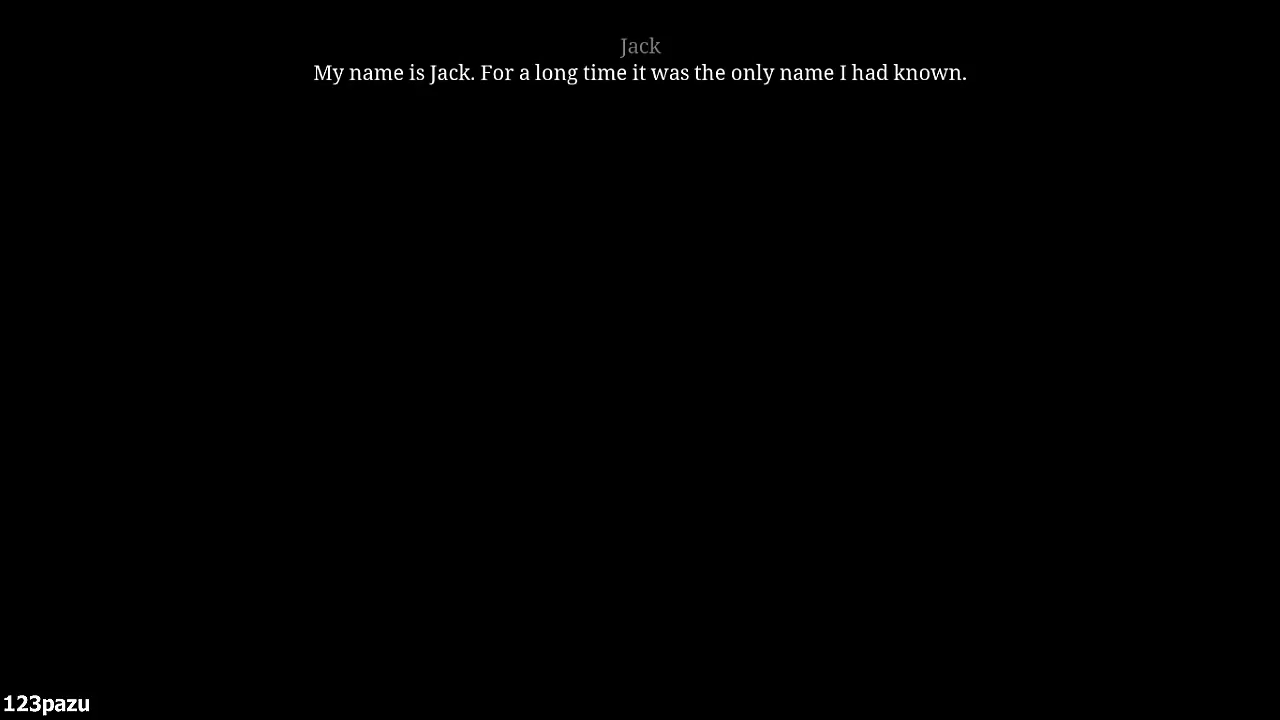 Jack
My name is Jack. For a long time it was the only name I had known.
123pazu